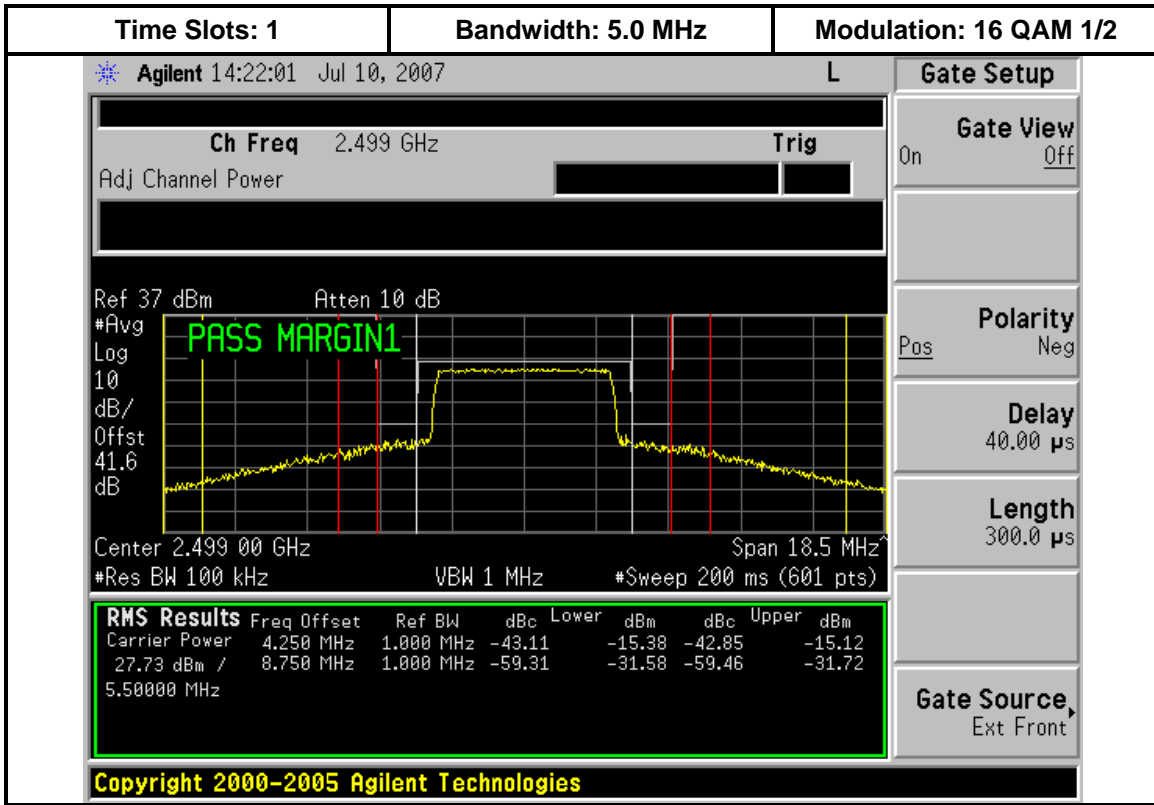 Time Slots: 1 Bandwidth: 5.0 MHz Modulation: 16 QAM 1/2
Agilent 14:22:01 Jul 10, 2007 L Gate Setup
Ch Freq 2.499 GHz Trig
Adj Channel Power
Gate View
On Off
Ref 37 dBm Atten 10 dB
#Avg
Log
10
dB/
Offst
41.6
dB
PASS MARGIN1
Polarity
Pos Neg
Delay
40.00 µs
Length
300.0 µs
Center 2.499 00 GHz Span 18.5 MHz^
#Res BW 100 kHz VBW 1 MHz #Sweep 200 ms (601 pts)
RMS Results Freq Offset Ref BW dBc Lower dBm dBc Upper dBm
Carrier Power 4.250 MHz 1.000 MHz -43.11 -15.38 -42.85 -15.12
27.73 dBm / 8.750 MHz 1.000 MHz -59.31 -31.58 -59.46 -31.72
5.50000 MHz
Gate Source
Ext Front
Copyright 2000-2005 Agilent Technologies